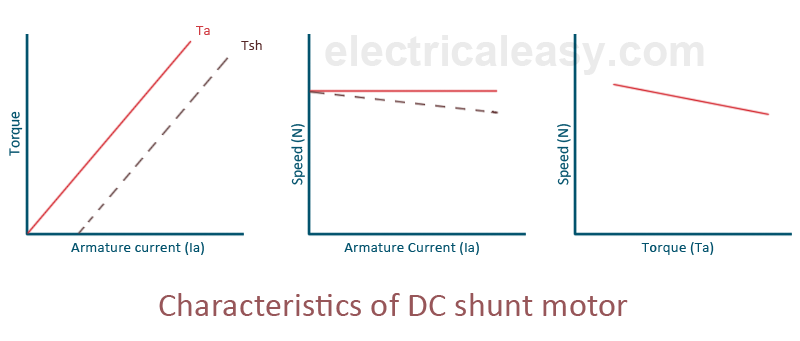 electricaleasy.com
Ta
Tsh
Torque
Armature current (Ia)
Speed (N)
Armature Current (Ia)
Speed (N)
Torque (Ta)
Characteristics of DC shunt motor